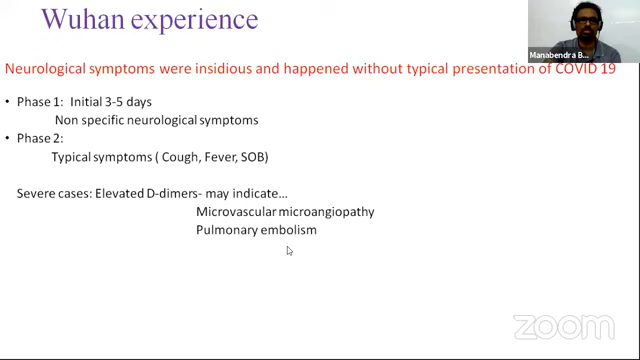 Wuhan experience
Manabendra B...
Neurological symptoms were insidious and happened without typical presentation of COVID 19
• Phase 1: Initial 3-5 days
Non specific neurological symptoms
• Phase 2:
Typical symptoms ( Cough, Fever, SOB)
Severe cases: Elevated D-dimers- may indicate...
Microvascular microangiopathy
Pulmonary embolism
zoom